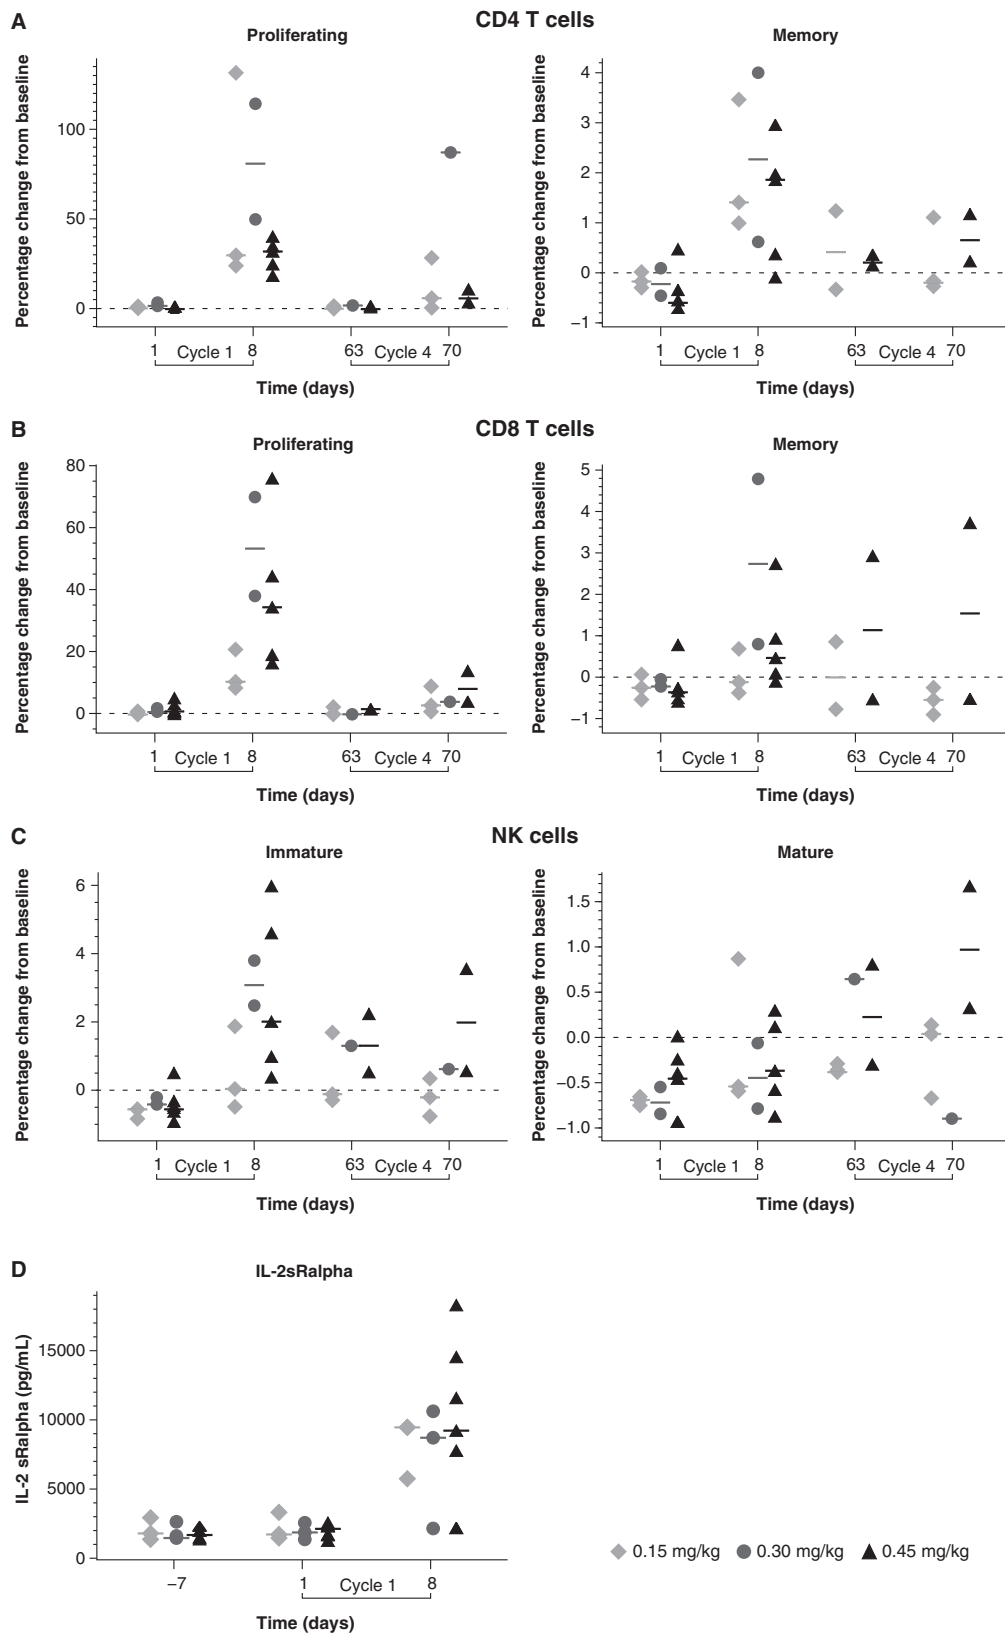 A
CD4 T cells
Proliferating
Memory
Percentage change from baseline
100
50
0
1
Cycle 1
8
63
Cycle 4
70
Time (days)
Percentage change from baseline
4
3
2
1
0
−1
1
Cycle 1
8
63
Cycle 4
70
Time (days)
B
CD8 T cells
Proliferating
Memory
Percentage change from baseline
80
60
40
20
0
1
Cycle 1
8
63
Cycle 4
70
Time (days)
Percentage change from baseline
5
4
3
2
1
0
−1
1
Cycle 1
8
63
Cycle 4
70
Time (days)
C
NK cells
Immature
Mature
Percentage change from baseline
6
4
2
0
1
Cycle 1
8
63
Cycle 4
70
Time (days)
Percentage change from baseline
1.5
1.0
0.5
0.0
−0.5
−1.0
1
Cycle 1
8
63
Cycle 4
70
Time (days)
D
IL-2sRalpha
IL-2 sRalpha (pg/mL)
15000
10000
5000
0
−7
1
Cycle 1
8
Time (days)
0.15 mg/kg
0.30 mg/kg
0.45 mg/kg